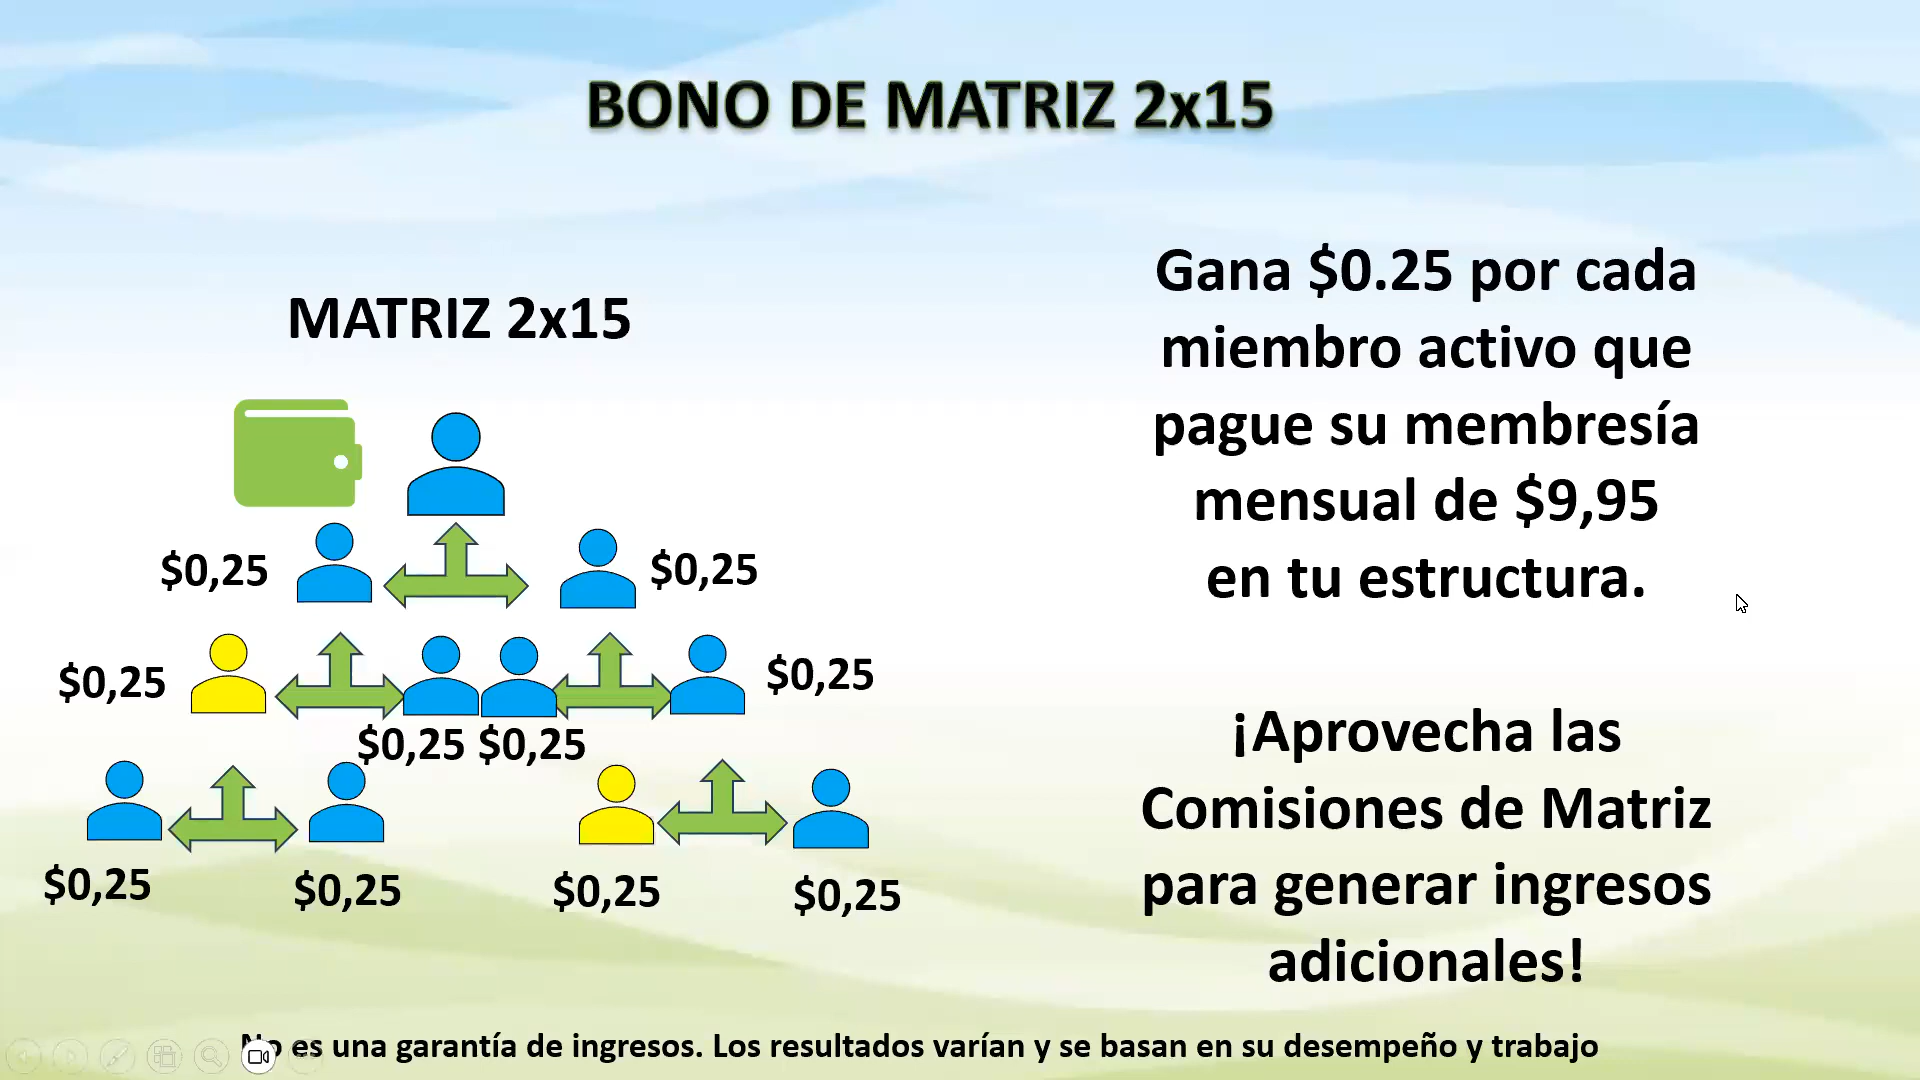 BONO DE MATRIZ 2x15
MATRIZ 2x15
$0,25
$0,25
$0,25
$0,25
$0,25 $0,25
$0,25
$0,25
$0,25
$0,25
Gana $0.25 por cada
miembro activo que
pague su membresía
mensual de $9,95
en tu estructura.
¡Aprovecha las
Comisiones de Matriz
para generar ingresos
adicionales!
No es una garantía de ingresos. Los resultados varían y se basan en su desempeño y trabajo